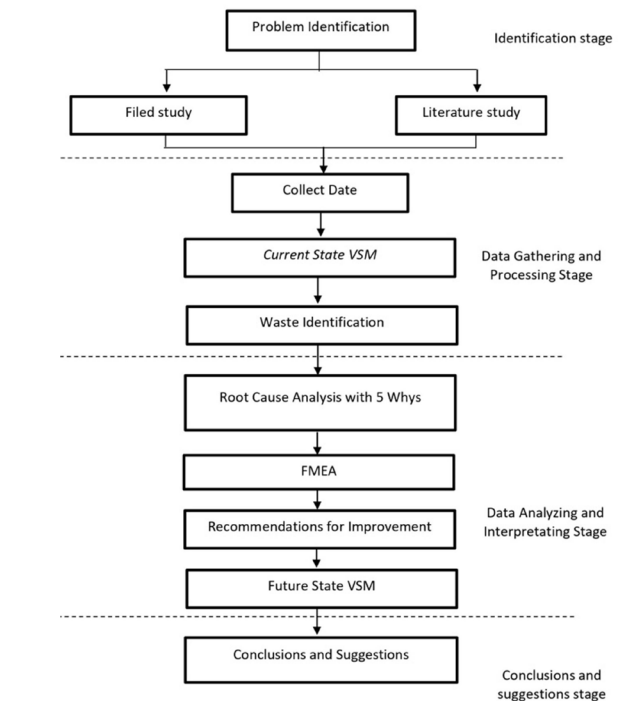 Problem Identification
Identification stage
Filed study
Literature study
Collect Date
Current State VSM
Data Gathering and
Processing Stage
Waste Identification
Root Cause Analysis with 5 Whys
FMEA
Recommendations for Improvement
Data Analyzing and
Interpretating Stage
Future State VSM
Conclusions and Suggestions
Conclusions and
suggestions stage